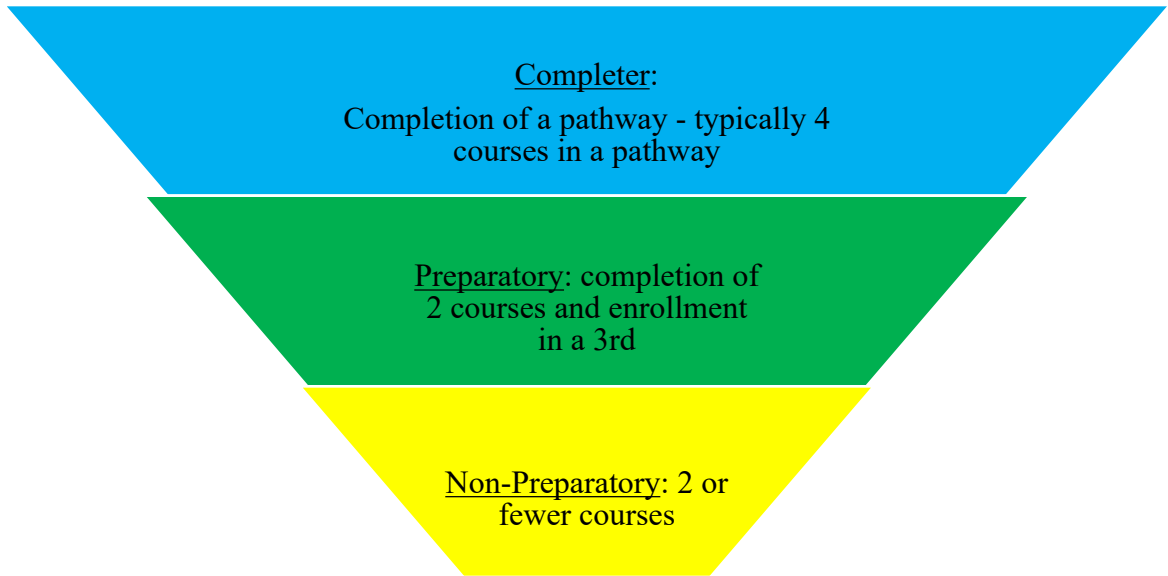 Completer:
Completion of a pathway - typically 4
courses in a pathway
Preparatory: completion of
2 courses and enrollment
in a 3rd
Non-Preparatory: 2 or
fewer courses